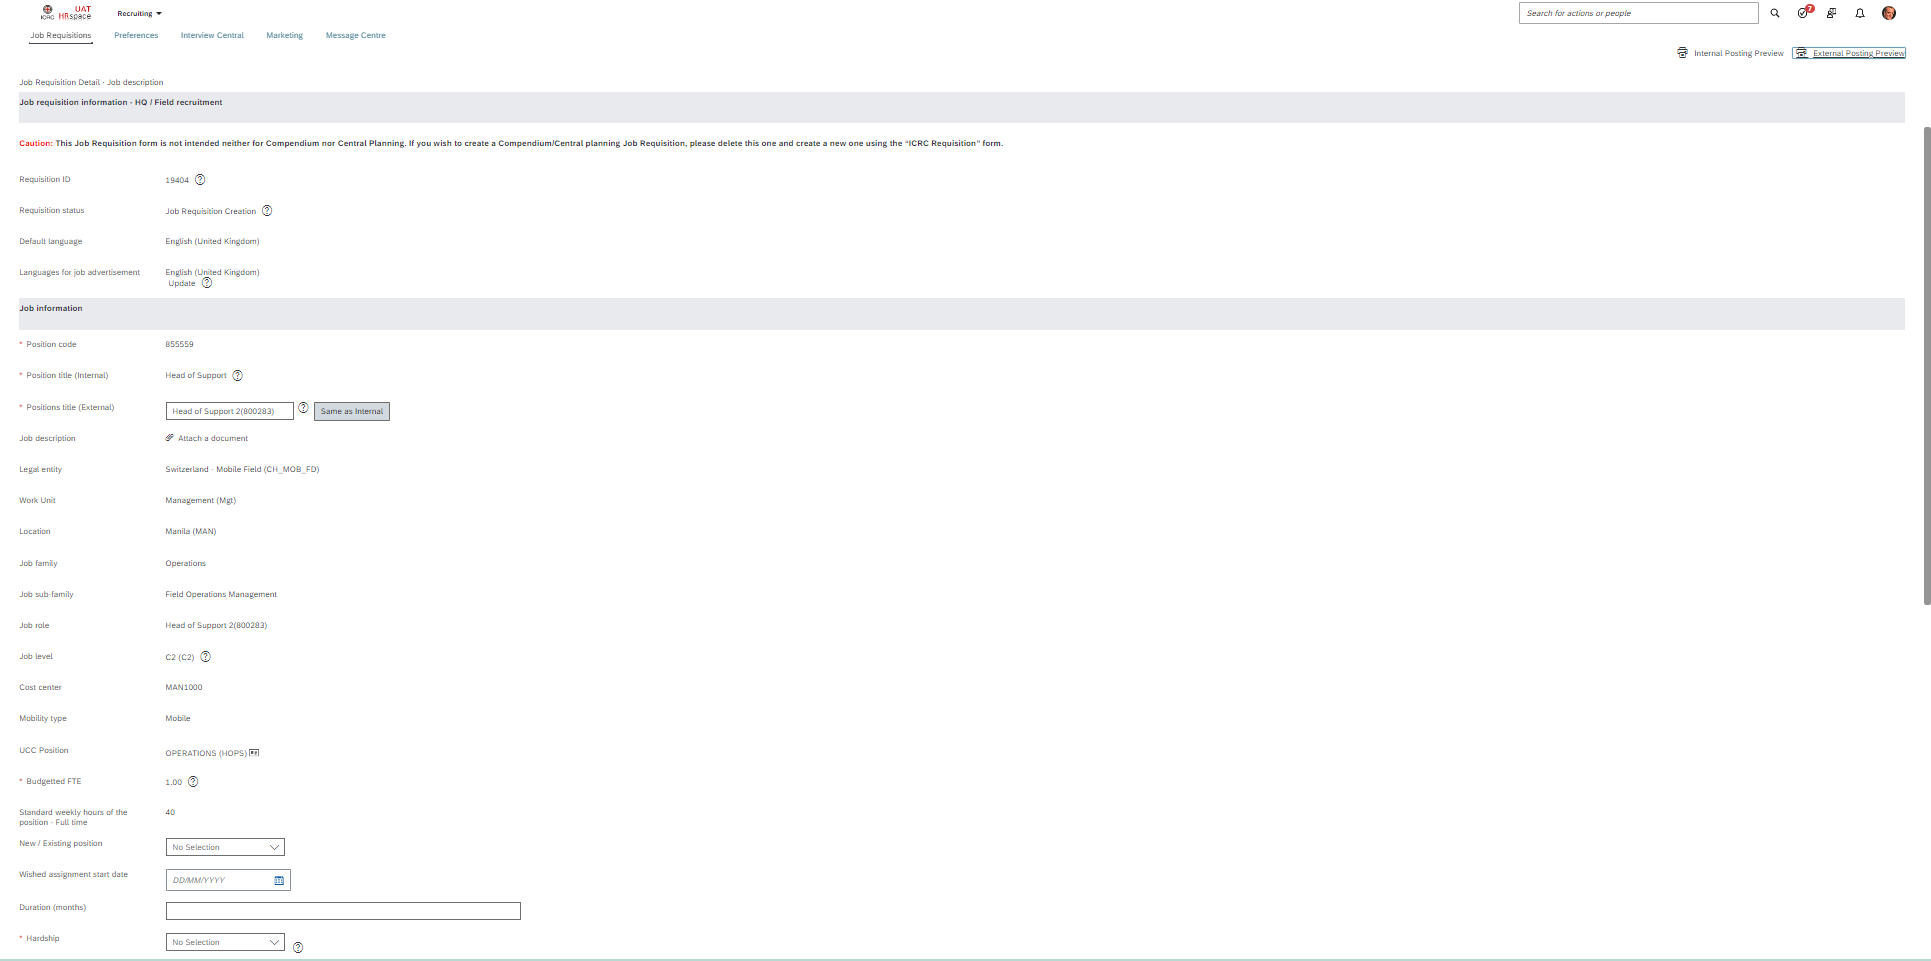 ICRC UAT HRspace Recruiting
Search for actions or people
7
Job Requisitions Preferences Interview Central Marketing Message Centre
Internal Posting Preview External Posting Preview
Job Requisition Detail - Job description
Job requisition information - HQ / Field recruitment
Caution: This Job Requisition form is not intended neither for Compendium nor Central Planning. If you wish to create a Compendium/Central planning Job Requisition, please delete this one and create a new one using the “ICRC Requisition” form.
Requisition ID 19404
Requisition status Job Requisition Creation
Default language English (United Kingdom)
Languages for job advertisement English (United Kingdom)
Update
Job information
* Position code 855559
* Position title (Internal) Head of Support
* Positions title (External) Head of Support 2(800283) Same as Internal
Job description Attach a document
Legal entity Switzerland - Mobile Field (CH_MOB_FD)
Work Unit Management (Mgt)
Location Manila (MAN)
Job family Operations
Job sub-family Field Operations Management
Job role Head of Support 2(800283)
Job level C2 (C2)
Cost center MAN1000
Mobility type Mobile
UCC Position OPERATIONS (HOPS)
* Budgetted FTE 1.00
Standard weekly hours of the 40
position - Full time
New / Existing position No Selection
Wished assignment start date DD/MM/YYYY
Duration (months)
* Hardship No Selection